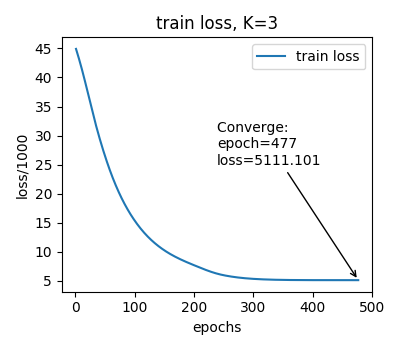 train loss, K=3
train loss
Converge:
epoch=477
loss=5111.101
loss/1000
45
40
35
30
25
20
15
10
5
0
100
200
300
400
500
epochs